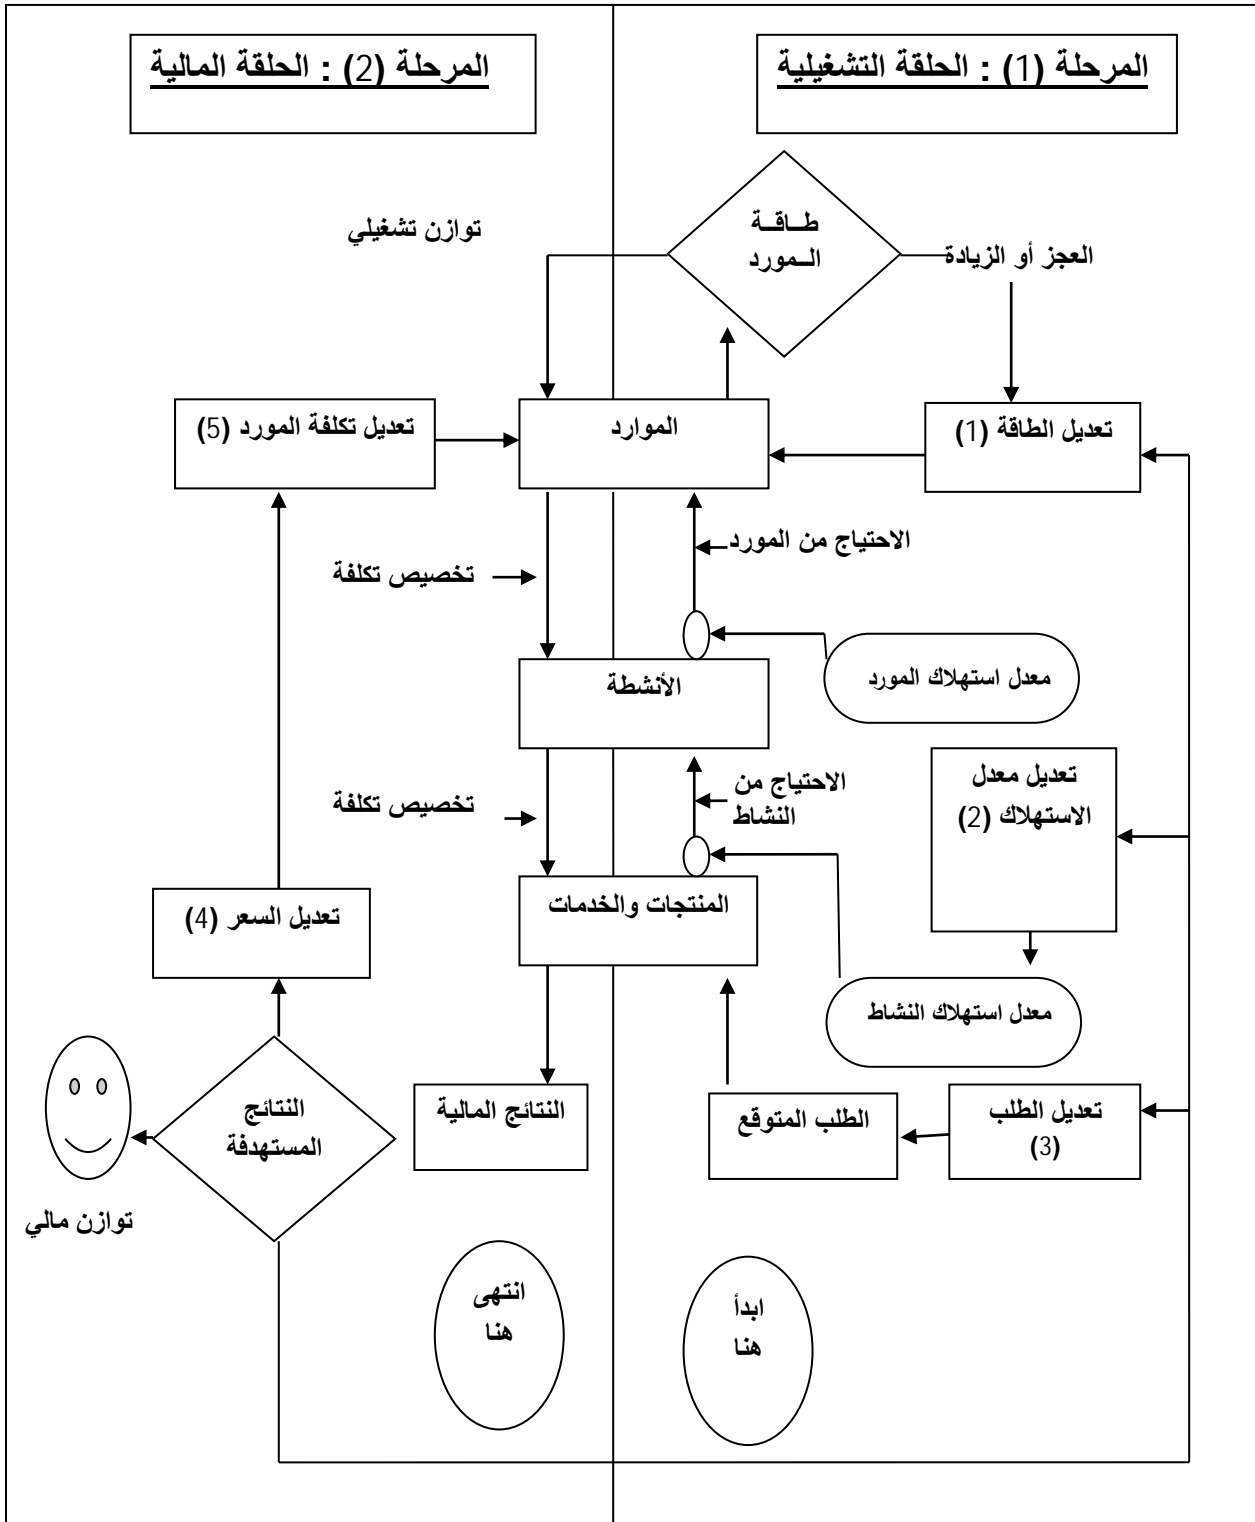 المرحلة (1) : الحلقة التشغيلية
المرحلة (2) : الحلقة المالية
طــاقــة
الــمورد
العجز أو الزيادة
توازن تشغيلي
تعديل الطاقة (1)
الموارد
تعديل تكلفة المورد (5)
الاحتياج من المورد
تخصيص تكلفة
معدل استهلاك المورد
الأنشطة
تعديل معدل
الاستهلاك (2)
الاحتياج من
النشاط
تخصيص تكلفة
المنتجات والخدمات
تعديل السعر (4)
معدل استهلاك النشاط
تعديل الطلب
(3)
الطلب المتوقع
النتائج المالية
النتائج
المستهدفة
توازن مالي
ابدأ
هنا
انتهى
هنا